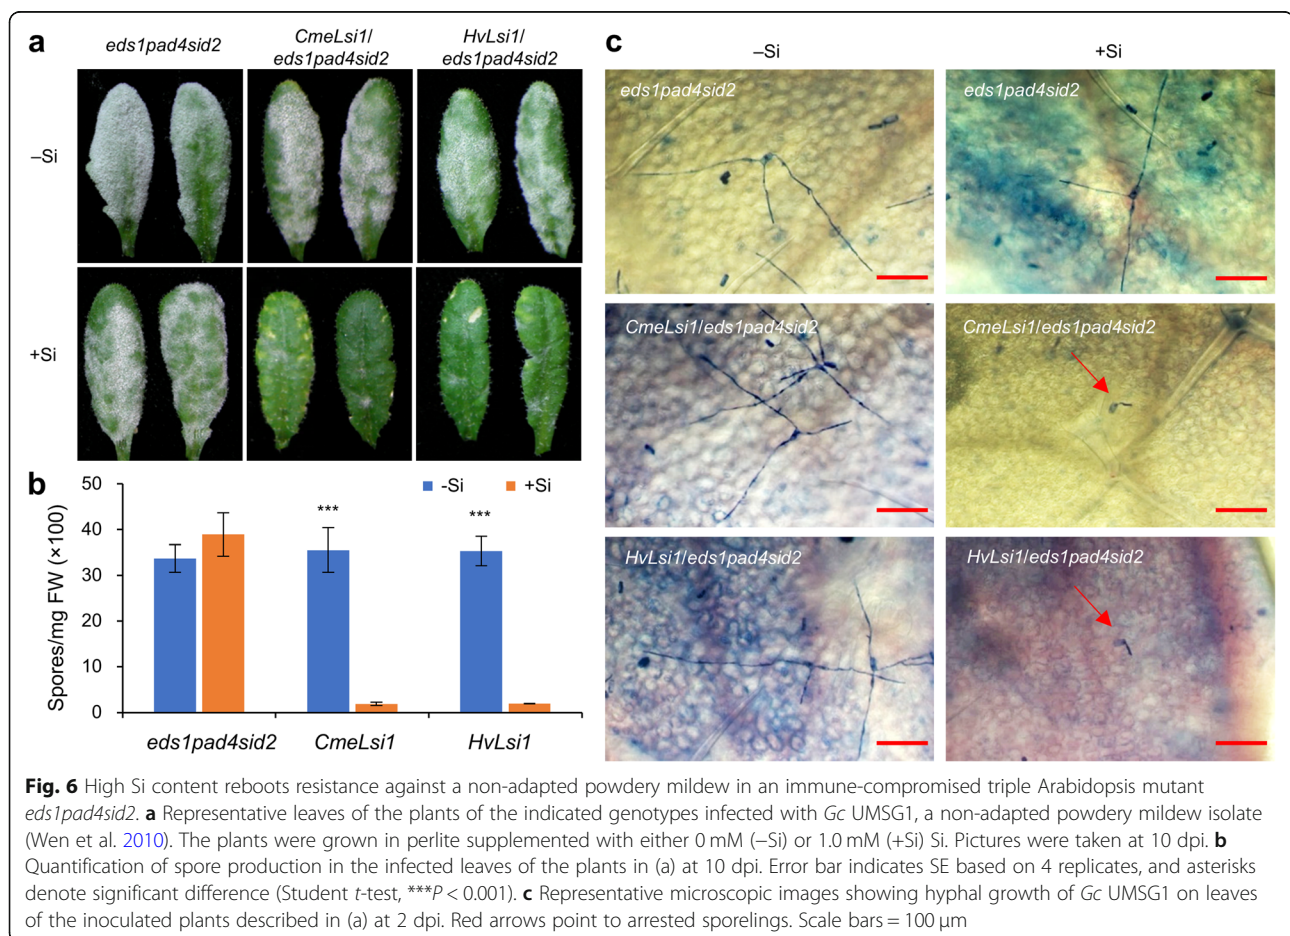 a
eds1pad4sid2
CmeLsi1/
eds1pad4sid2
HvLsi1/
eds1pad4sid2
–Si
+Si
b
-Si
+Si
Spores/mg FW (×100)
50
40
30
20
10
0
***
***
eds1pad4sid2
CmeLsi1
HvLsi1
c
–Si
+Si
eds1pad4sid2
eds1pad4sid2
CmeLsi1/eds1pad4sid2
CmeLsi1/eds1pad4sid2
HvLsi1/eds1pad4sid2
HvLsi1/eds1pad4sid2
Fig. 6 High Si content reboots resistance against a non-adapted powdery mildew in an immune-compromised triple Arabidopsis mutant
eds1pad4sid2. a Representative leaves of the plants of the indicated genotypes infected with Gc UMSG1, a non-adapted powdery mildew isolate
(Wen et al. 2010). The plants were grown in perlite supplemented with either 0 mM (–Si) or 1.0 mM (+Si) Si. Pictures were taken at 10 dpi. b
Quantification of spore production in the infected leaves of the plants in (a) at 10 dpi. Error bar indicates SE based on 4 replicates, and asterisks
denote significant difference (Student t-test, ***P < 0.001). c Representative microscopic images showing hyphal growth of Gc UMSG1 on leaves
of the inoculated plants described in (a) at 2 dpi. Red arrows point to arrested sporelings. Scale bars = 100 μm